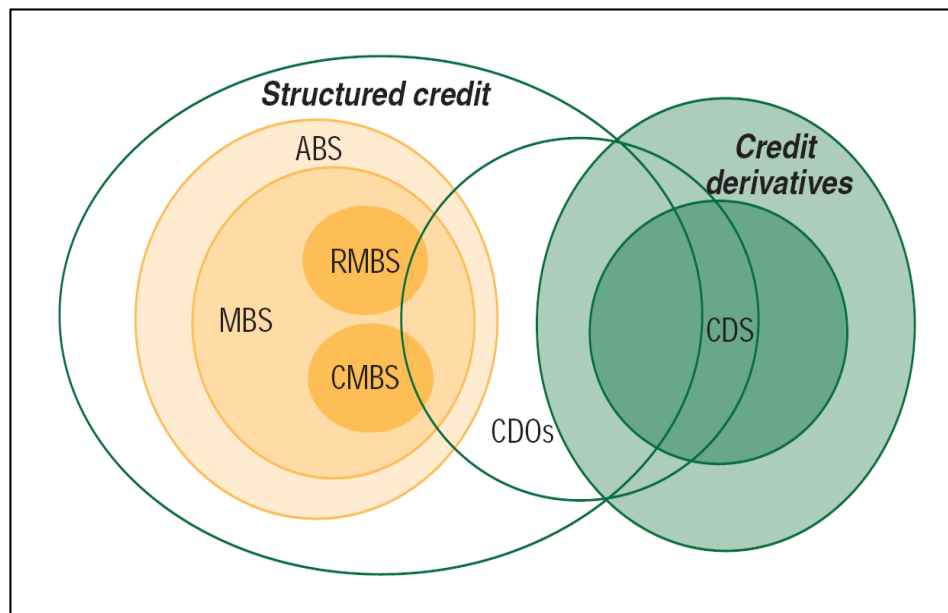 Structured credit
ABS
Credit
derivatives
RMBS
MBS
CDS
CMBS
CDOs